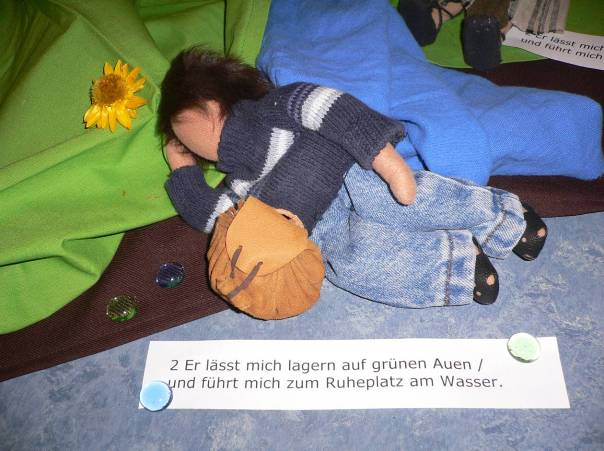 2 Er lässt mich lagern auf grünen Auen /
und führt mich zum Ruheplatz am Wasser.
Er lässt mich
und führt mich